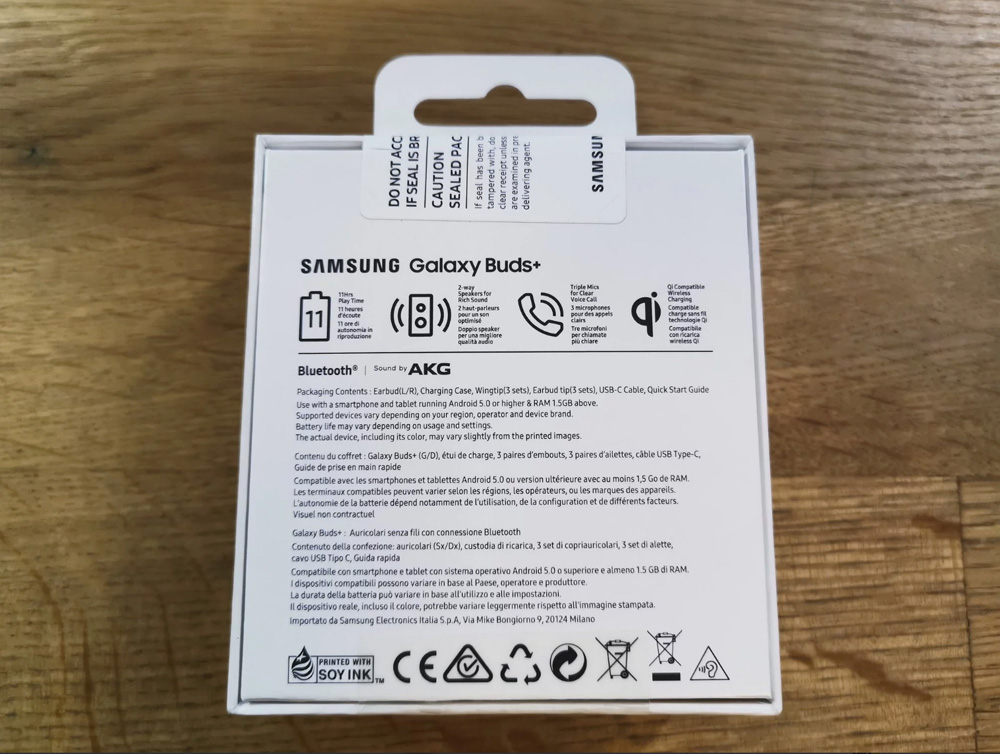 DO NOT ACC
IF SEAL IS BR
CAUTION
SEALED PAC
If seal has been b
tampered with, do
clear receipt unless
are examined in pre
delivering agent.
SAMSUN
SAMSUNG Galaxy Buds+
11
11Hrs
Play Time
11 heures
d'écoute
11 ore di
autonomia in
riproduzione
2-way
Speakers for
Rich Sound
2 haut-parleurs
pour un son
optimisé
Doppio speaker
per una migliore
qualità audio
Triple Mics
for Clear
Voice Call
3 microphones
pour des appels
clairs
Tre microfoni
per chiamate
più chiare
Qi Compatible
Wireless
Charging
Compatible
charge sans fil
technologie Qi
Compatibile
con ricarica
wireless Qi
Bluetooth® | Sound by AKG
Packaging Contents : Earbud(L/R), Charging Case, Wingtip(3 sets), Earbud tip(3 sets), USB-C Cable, Quick Start Guide
Use with a smartphone and tablet running Android 5.0 or higher & RAM 1.5GB above.
Supported devices vary depending on your region, operator and device brand.
Battery life may vary depending on usage and settings.
The actual device, including its color, may vary slightly from the printed images.
Contenu du coffret : Galaxy Buds+ (G/D), étui de charge, 3 paires d'embouts, 3 paires d'ailettes, câble USB Type-C,
Guide de prise en main rapide
Compatible avec les smartphones et tablettes Android 5.0 ou version ultérieure avec au moins 1,5 Go de RAM.
Les terminaux compatibles peuvent varier selon les régions, les opérateurs, ou les marques des appareils.
L'autonomie de la batterie dépend notamment de l'utilisation, de la configuration et de différents facteurs.
Visuel non contractuel
Galaxy Buds+ : Auricolari senza fili con connessione Bluetooth
Contenuto della confezione: auricolari (Sx/Dx), custodia di ricarica, 3 set di copriauricolari, 3 set di alette,
cavo USB Tipo C, Guida rapida
Compatibile con smartphone e tablet con sistema operativo Android 5.0 o superiore e almeno 1.5 GB di RAM.
I dispositivi compatibili possono variare in base al Paese, operatore e produttore.
La durata della batteria può variare in base all'utilizzo e alle impostazioni.
Il dispositivo reale, incluso il colore, potrebbe variare leggermente rispetto all'immagine stampata.
Importato da Samsung Electronics Italia S.p.A, Via Mike Bongiorno 9, 20124 Milano
PRINTED WITH
SOY INK™
CE